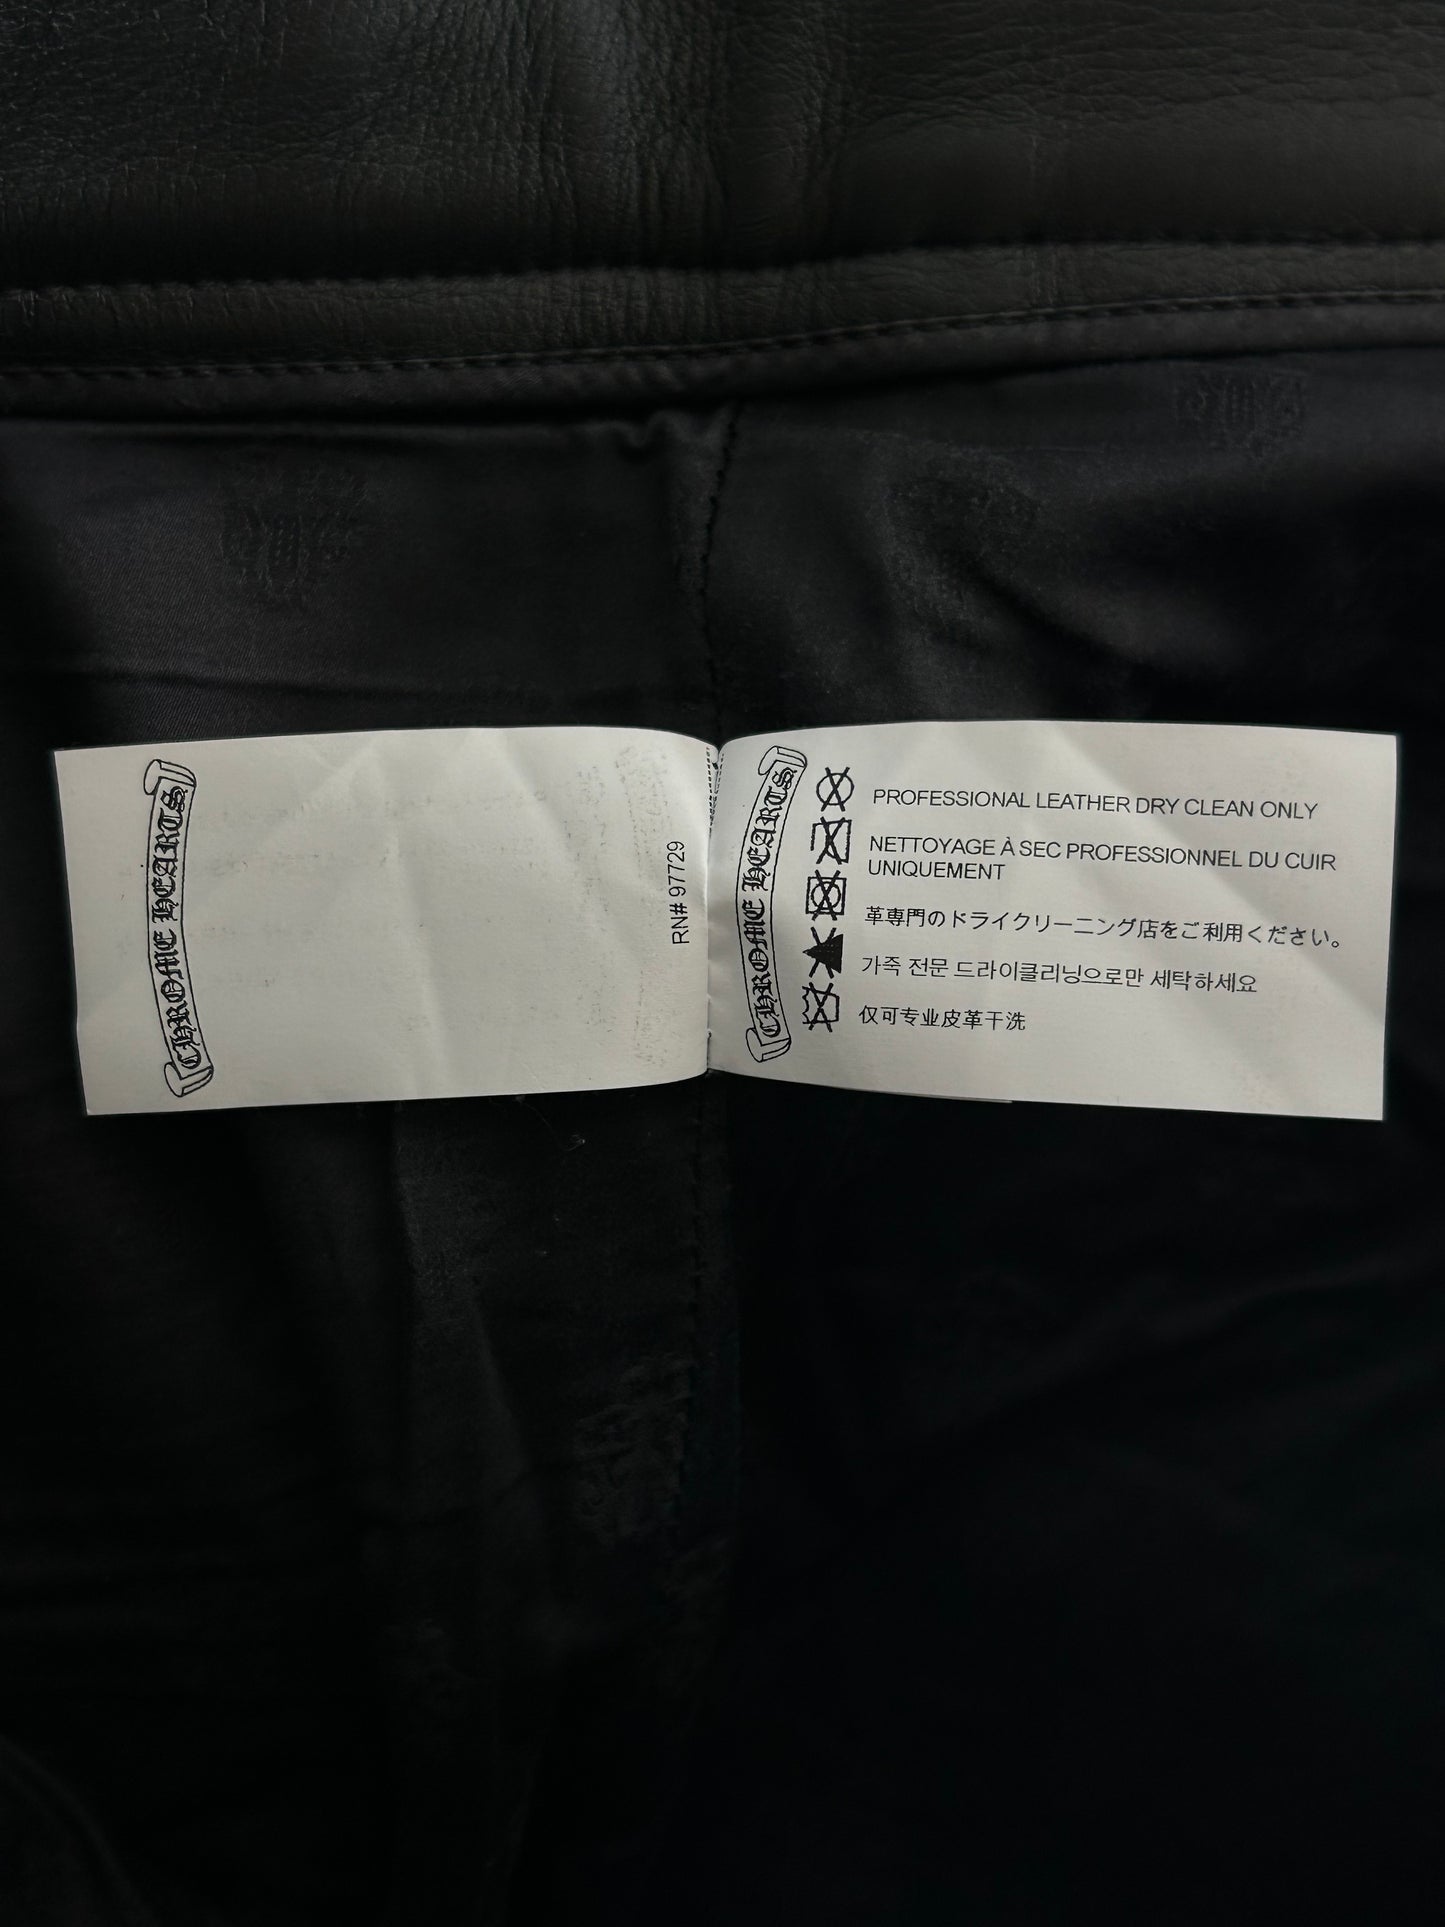 CHROME HEARTS
RN# 97729
CHROME HEARTS
PROFESSIONAL LEATHER DRY CLEAN ONLY
NETTOYAGE À SEC PROFESSIONNEL DU CUIR
UNIQUEMENT
革専門のドライクリーニング店をご利用ください。
가죽 전문 드라이클리닝으로만 세탁하세요
仅可专业皮革干洗